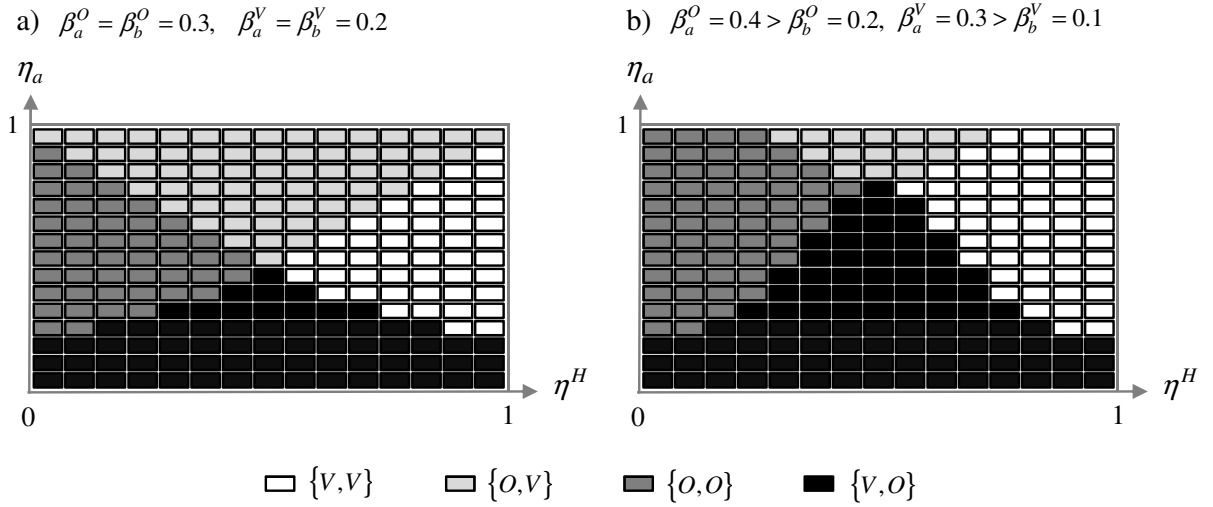 a) β_a^O = β_b^O = 0.3, β_a^V = β_b^V = 0.2
b) β_a^O = 0.4 > β_b^O = 0.2, β_a^V = 0.3 > β_b^V = 0.1
η_a
η_a
1
1
0
1
η^H
0
1
η^H
{V,V}
{O,V}
{O,O}
{V,O}